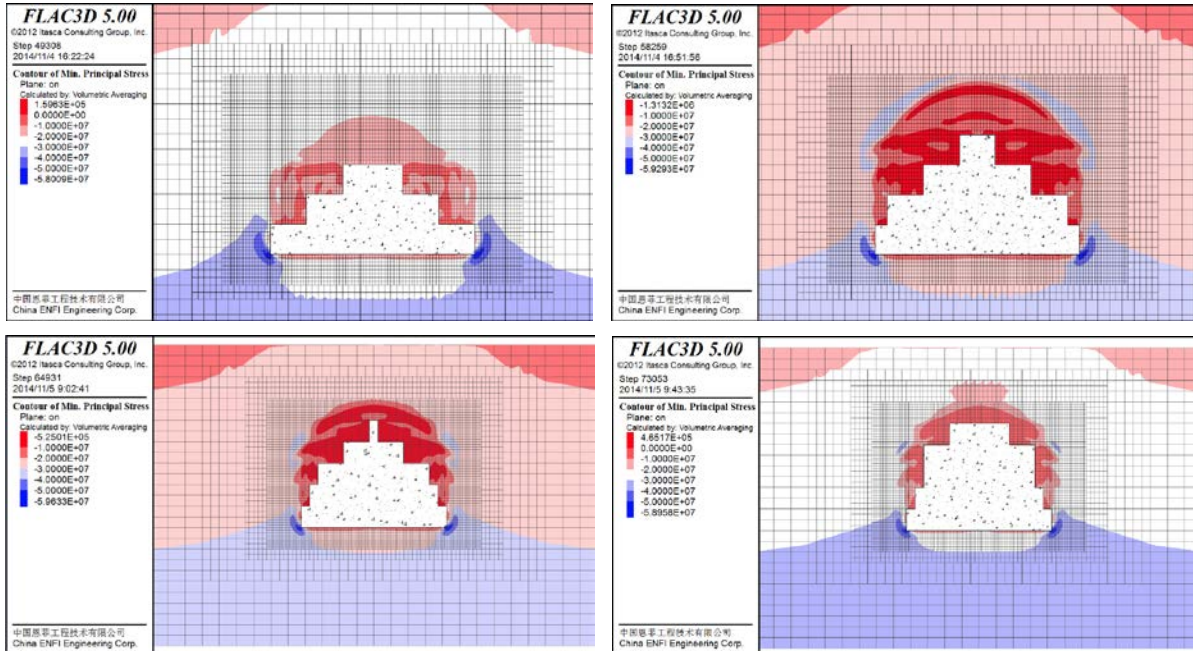 FLAC3D 5.00
©2012 Itasca Consulting Group, Inc.
Step 49308
2014/11/4 16:22:24
Contour of Min. Principal Stress
Plane: on
Calculated by: Volumetric Averaging
1.5963E+05
0.0000E+00
-1.0000E+07
-2.0000E+07
-3.0000E+07
-4.0000E+07
-5.0000E+07
-5.8009E+07
中国恩菲工程技术有限公司
China ENFI Engineering Corp.
FLAC3D 5.00
©2012 Itasca Consulting Group, Inc.
Step 58259
2014/11/4 16:51:56
Contour of Min. Principal Stress
Plane: on
Calculated by: Volumetric Averaging
-1.3132E+06
-1.0000E+07
-2.0000E+07
-3.0000E+07
-4.0000E+07
-5.0000E+07
-5.9293E+07
中国恩菲工程技术有限公司
China ENFI Engineering Corp.
FLAC3D 5.00
©2012 Itasca Consulting Group, Inc.
Step 64931
2014/11/5 9:02:41
Contour of Min. Principal Stress
Plane: on
Calculated by: Volumetric Averaging
-5.2501E+05
-1.0000E+07
-2.0000E+07
-3.0000E+07
-4.0000E+07
-5.0000E+07
-5.9633E+07
中国恩菲工程技术有限公司
China ENFI Engineering Corp.
FLAC3D 5.00
©2012 Itasca Consulting Group, Inc.
Step 73053
2014/11/5 9:43:35
Contour of Min. Principal Stress
Plane: on
Calculated by: Volumetric Averaging
4.6517E+05
0.0000E+00
-1.0000E+07
-2.0000E+07
-3.0000E+07
-4.0000E+07
-5.0000E+07
-5.8958E+07
中国恩菲工程技术有限公司
China ENFI Engineering Corp.